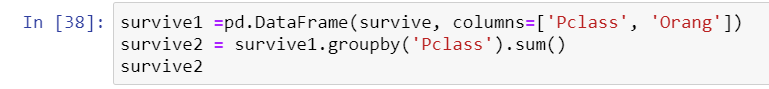 In [38]: survive1 =pd.DataFrame(survive, columns=['Pclass', 'Orang'])
survive2 = survive1.groupby('Pclass').sum()
survive2